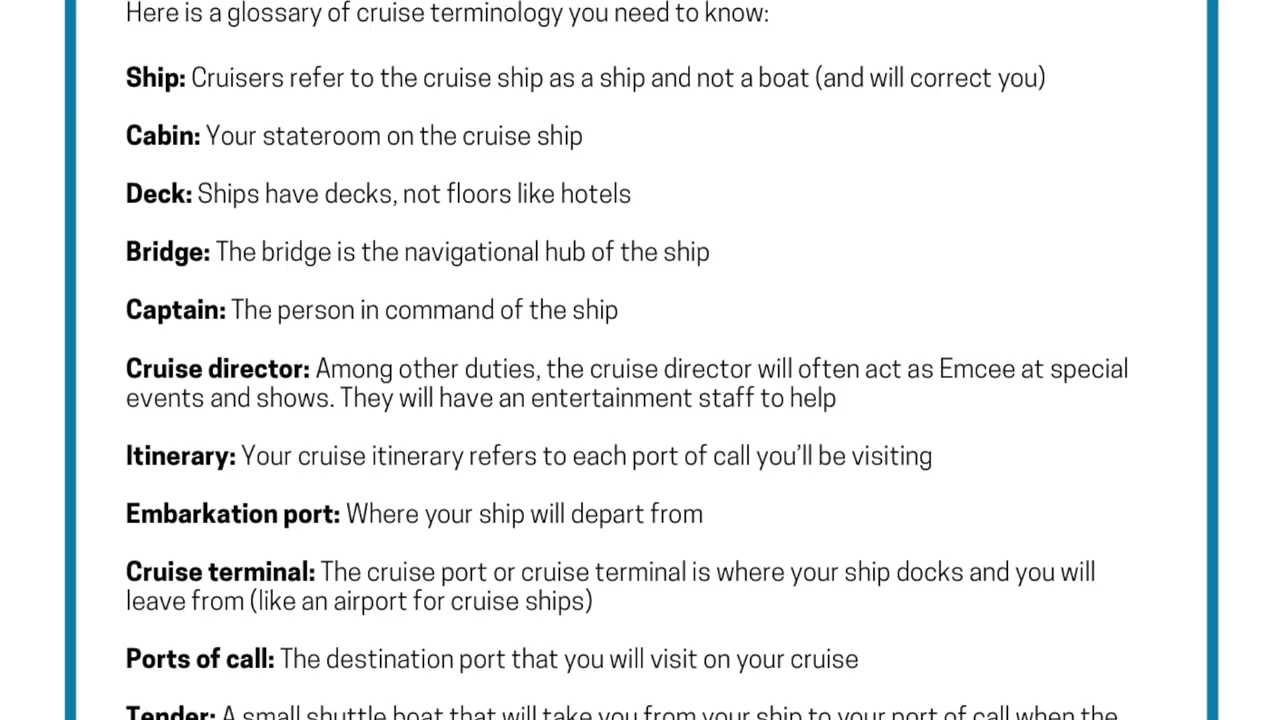 Here is a glossary of cruise terminology you need to know:
Ship: Cruisers refer to the cruise ship as a ship and not a boat (and will correct you)
Cabin: Your stateroom on the cruise ship
Deck: Ships have decks, not floors like hotels
Bridge: The bridge is the navigational hub of the ship
Captain: The person in command of the ship
Cruise director: Among other duties, the cruise director will often act as Emcee at special
events and shows. They will have an entertainment staff to help
Itinerary: Your cruise itinerary refers to each port of call you'll be visiting
Embarkation port: Where your ship will depart from
Cruise terminal: The cruise port or cruise terminal is where your ship docks and you will
leave from (like an airport for cruise ships)
Ports of call: The destination port that you will visit on your cruise
Tender: A small shuttle boat that will take you from your ship to your port of call when the